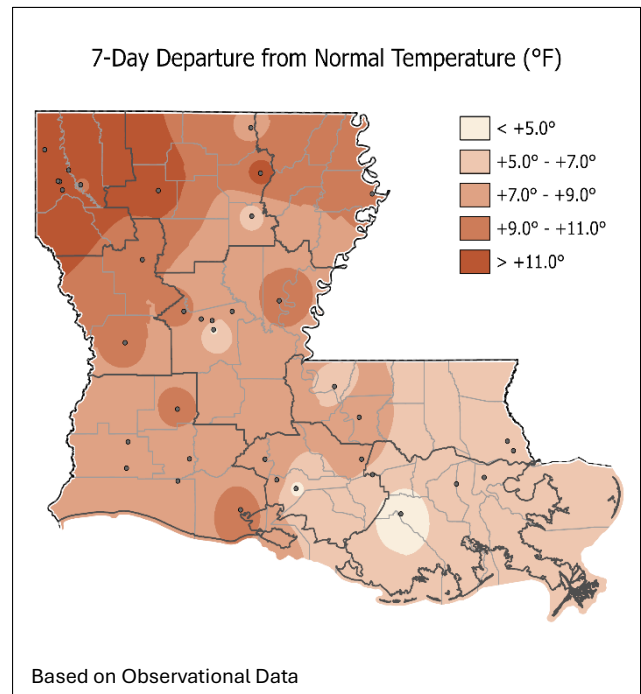 7-Day Departure from Normal Temperature (°F)
< +5.0°
+5.0° - +7.0°
+7.0° - +9.0°
+9.0° - +11.0°
> +11.0°
Based on Observational Data